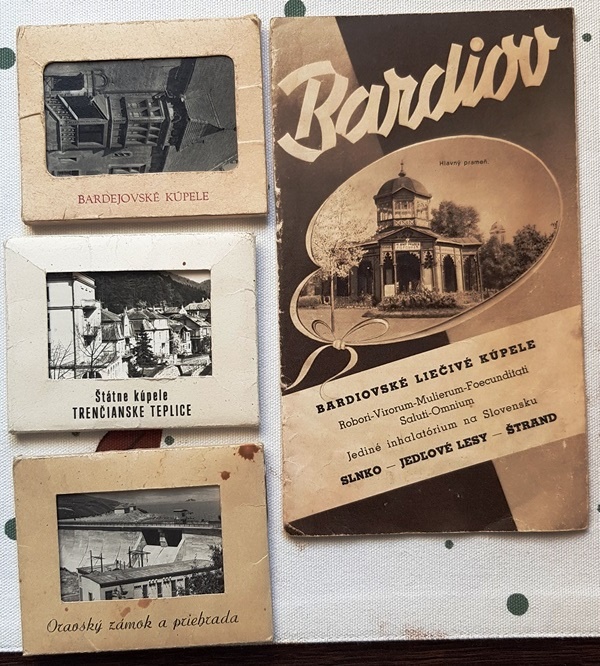 BARDEJOVSKÉ KÚPELE
Štátne kúpele
TRENČIANSKE TEPLICE
Oravský zámok a priehrada
Bardiov
Hlavný prameň.
BARDIOVSKÉ LIEČIVÉ KÚPELE
Robori-Virorum-Mulierum-Foecunditati
Saluti-Omnium
Jediné inhalatórium na Slovensku
SLNKO — JEDĽOVÉ LESY — ŠTRAND